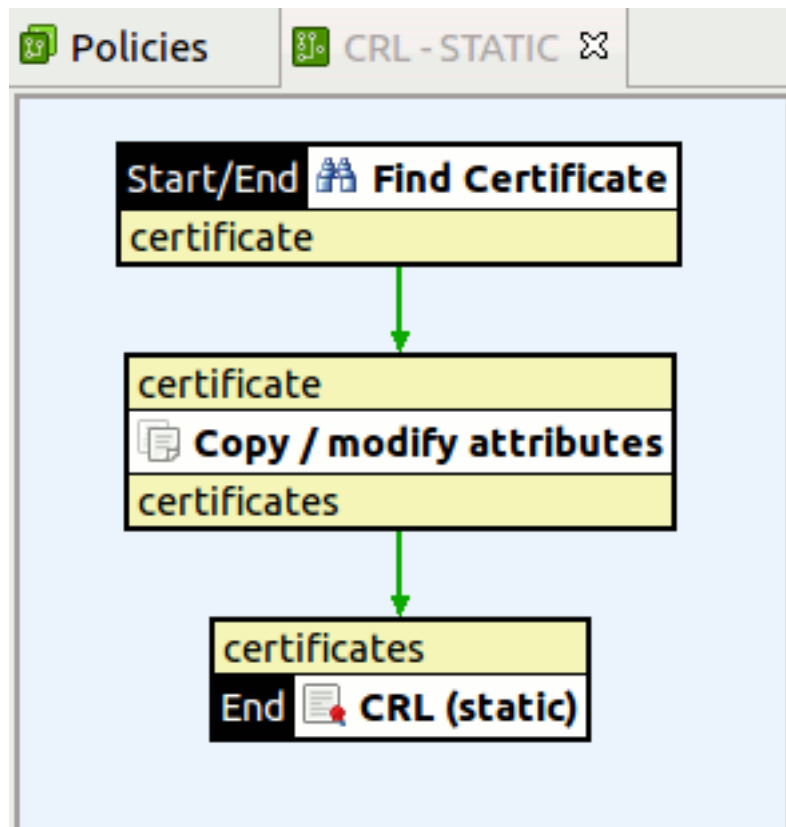 Policies
CRL - STATIC
Start/End Find Certificate
certificate
certificate
Copy / modify attributes
certificates
certificates
End CRL (static)